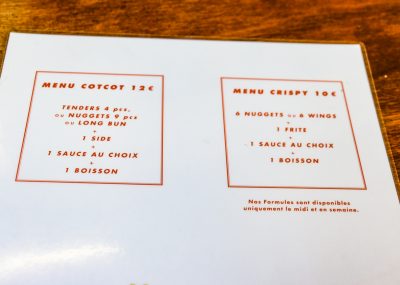 MENU COTCOT 12€
TENDERS 4 pcs,
ou NUGGETS 9 pcs
ou LONG BUN
+
1 SIDE
+
1 SAUCE AU CHOIX
+
1 BOISSON
MENU CRISPY 10€
6 NUGGETS ou 6 WINGS
+
1 FRITE
+
1 SAUCE AU CHOIX
+
1 BOISSON
Nos Formules sont disponibles
uniquement le midi et en semaine.